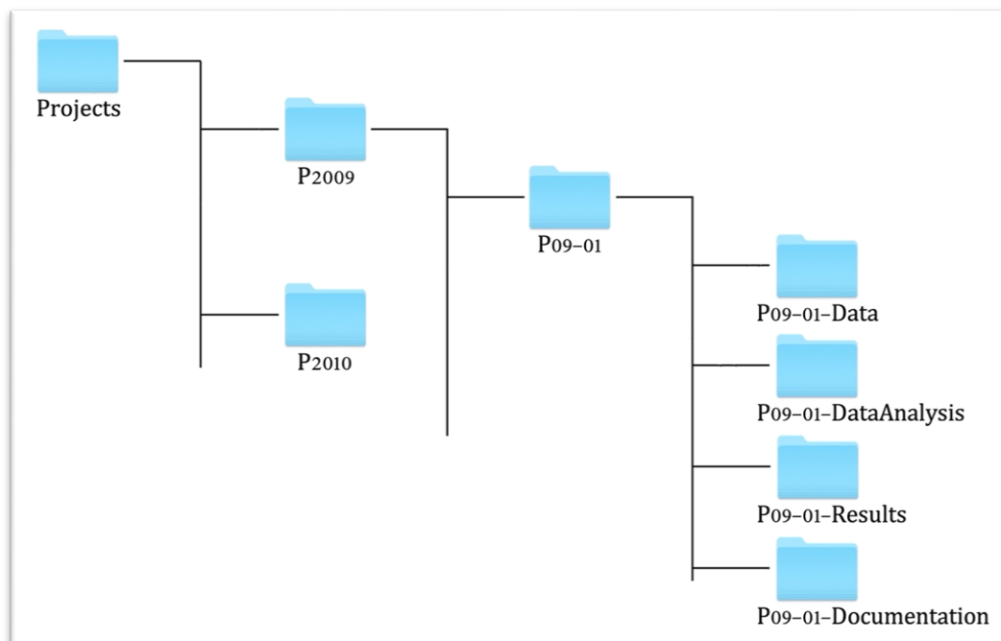 Projects
P2009
P09-01
P2010
P09-01-Data
P09-01-DataAnalysis
P09-01-Results
P09-01-Documentation